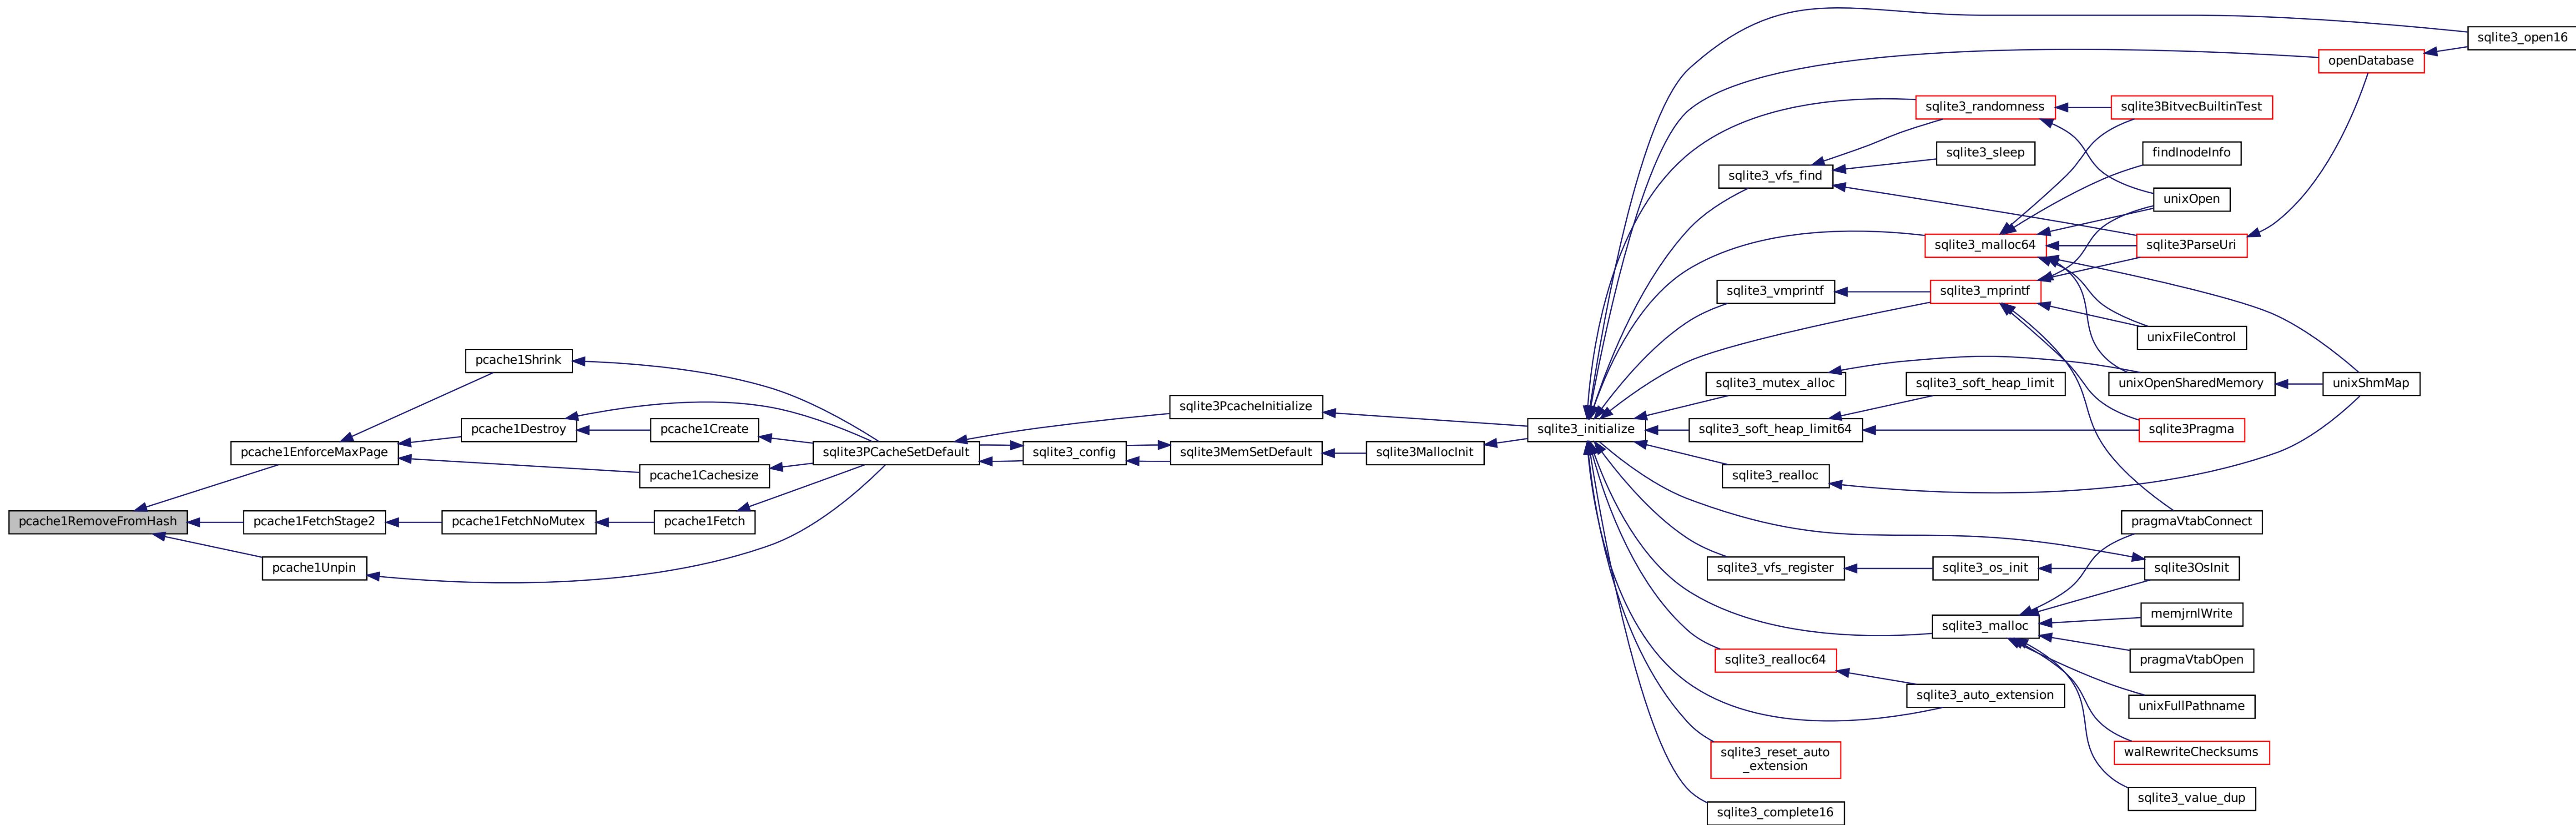 sqlite3_open16
openDatabase
sqlite3_randomness
sqlite3BitvecBuiltinTest
sqlite3_sleep
findInodeInfo
sqlite3_vfs_find
unixOpen
sqlite3_malloc64
sqlite3ParseUri
sqlite3_vmprintf
sqlite3_mprintf
unixFileControl
pcache1Shrink
sqlite3_mutex_alloc
sqlite3_soft_heap_limit
unixOpenSharedMemory
unixShmMap
sqlite3PcacheInitialize
pcache1Destroy
pcache1Create
sqlite3_initialize
sqlite3_soft_heap_limit64
sqlite3Pragma
pcache1EnforceMaxPage
sqlite3PCacheSetDefault
sqlite3_config
sqlite3MemSetDefault
sqlite3MallocInit
pcache1Cachesize
sqlite3_realloc
pcache1RemoveFromHash
pcache1FetchStage2
pcache1FetchNoMutex
pcache1Fetch
pragmaVtabConnect
pcache1Unpin
sqlite3_vfs_register
sqlite3_os_init
sqlite3OsInit
memjrnlWrite
sqlite3_malloc
sqlite3_realloc64
pragmaVtabOpen
sqlite3_auto_extension
unixFullPathname
sqlite3_reset_auto
_extension
walRewriteChecksums
sqlite3_value_dup
sqlite3_complete16